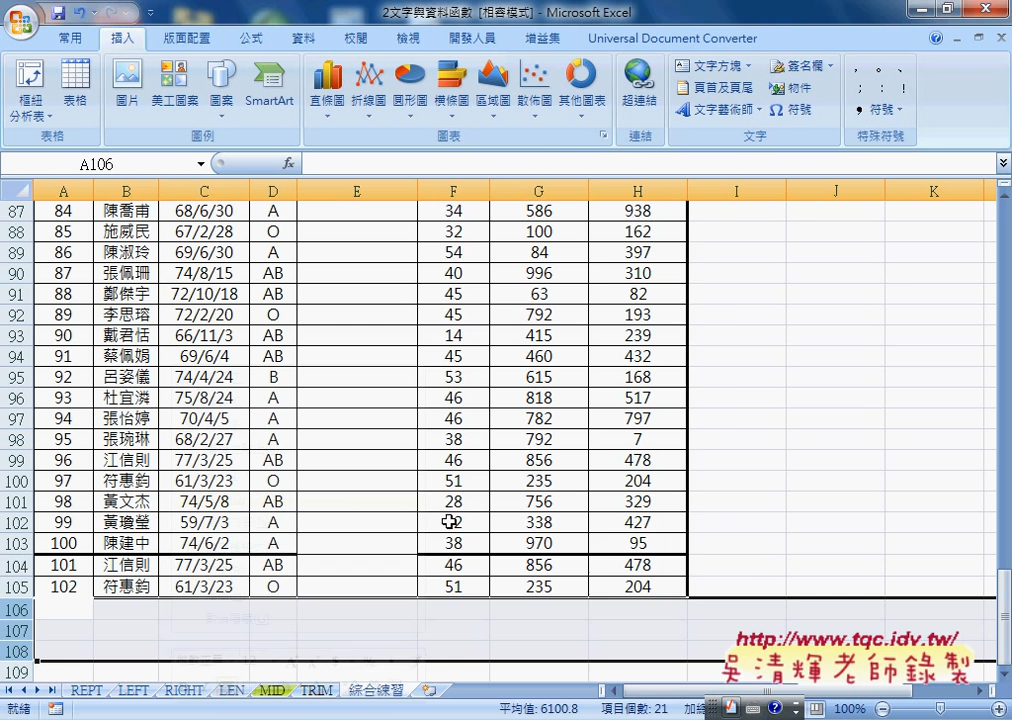 2文字與資料函數 [相容模式] - Microsoft Excel
常用 插入 版面配置 公式 資料 校閱 檢視 開發人員 增益集 Universal Document Converter
樞紐分析表 表格 圖片 美工圖案 圖案 SmartArt 直條圖 折線圖 圓形圖 橫條圖 區域圖 散佈圖 其他圖表 超連結 文字方塊 頁首及頁尾 文字藝術師 簽名欄 物件 符號 符號
表格 圖例 圖表 連結 文字 特殊符號
A106 fx
A B C D E F G H I J K
87 84 陳喬甫 68/6/30 A 34 586 938
88 85 施威民 67/2/28 O 32 100 162
89 86 陳淑玲 69/6/30 A 54 84 397
90 87 張佩珊 74/8/15 AB 40 996 310
91 88 鄭傑宇 72/10/18 AB 45 63 82
92 89 李思瑢 72/2/20 O 45 792 193
93 90 戴君恬 66/11/3 AB 14 415 239
94 91 蔡佩娟 69/6/4 AB 45 460 432
95 92 呂姿儀 74/4/24 B 53 615 168
96 93 杜宜潾 75/8/24 A 46 818 517
97 94 張怡婷 70/4/5 A 46 782 797
98 95 張琬琳 68/2/27 A 38 792 7
99 96 江信則 77/3/25 AB 46 856 478
100 97 符惠鈞 61/3/23 O 51 235 204
101 98 黃文杰 74/5/8 AB 28 756 329
102 99 黃瓊瑩 59/7/3 A 338 427
103 100 陳建中 74/6/2 A 38 970 95
104 101 江信則 77/3/25 AB 46 856 478
105 102 符惠鈞 61/3/23 O 51 235 204
106
107
108
109
http://www.tqc.idv.tw/
吳清輝老師錄製
REPT LEFT RIGHT LEN MID TRIM 綜合練習
就緒 平均值: 6100.8 項目個數: 21 100%